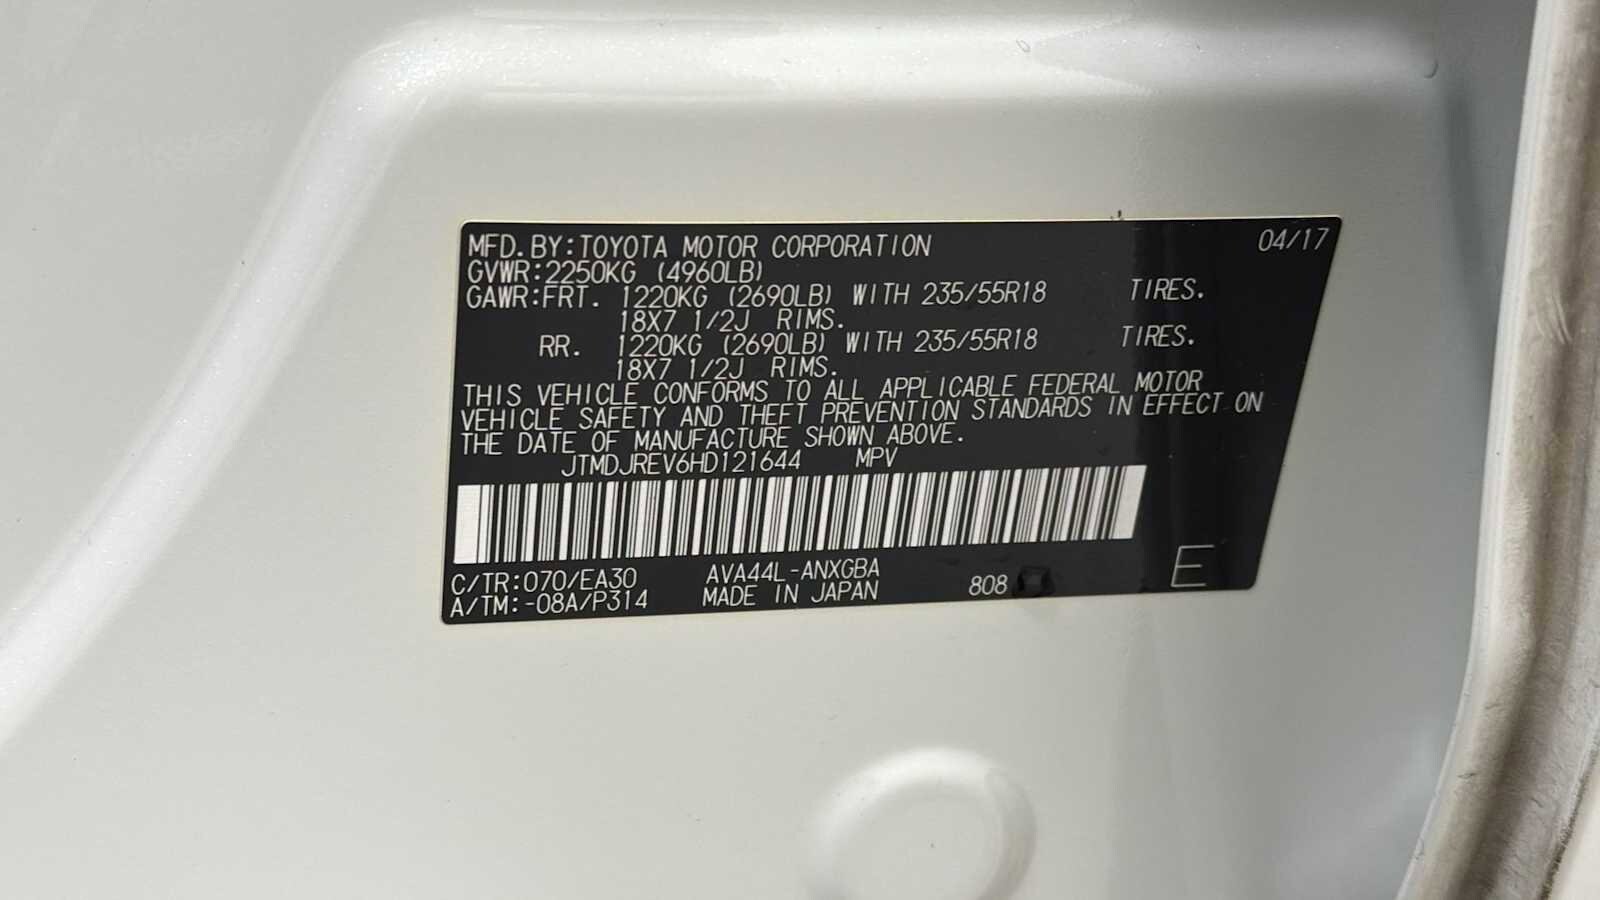 MFD.BY:TOYOTA MOTOR CORPORATION 04/17
GVWR:2250KG (4960LB)
GAWR:FRT. 1220KG (2690LB) WITH 235/55R18 TIRES.
18X7 1/2J RIMS.
RR. 1220KG (2690LB) WITH 235/55R18 TIRES.
18X7 1/2J RIMS.
THIS VEHICLE CONFORMS TO ALL APPLICABLE FEDERAL MOTOR
VEHICLE SAFETY AND THEFT PREVENTION STANDARDS IN EFFECT ON
THE DATE OF MANUFACTURE SHOWN ABOVE.
JTMDJREV6HD121644 MPV
C/TR:070/EA30 AVA44L-ANXGBA
A/TM:-08A/P314 MADE IN JAPAN 808 E